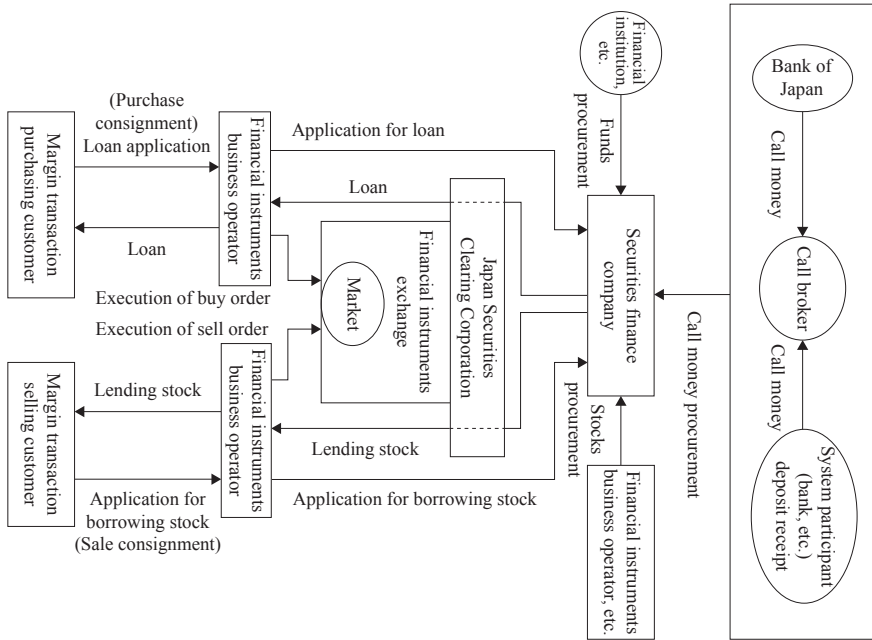 (Purchase
consignment)
Loan application
Application for loan
Loan
Loan
Execution of buy order
Execution of sell order
Lending stock
Lending stock
Application for
borrowing stock
(Sale consignment)
Application for borrowing stock
Margin transaction
purchasing customer
Margin transaction
selling customer
Financial instruments
business operator
Financial instruments
business operator
Market
Financial instruments
exchange
Japan Securities
Clearing Corporation
Financial
institution,
etc.
Funds
procurement
Securities finance
company
Stocks
procurement
Financial instruments
business operator, etc.
Call money procurement
Bank of
Japan
Call money
Call broker
Call money
System participant
(bank, etc.)
deposit receipt